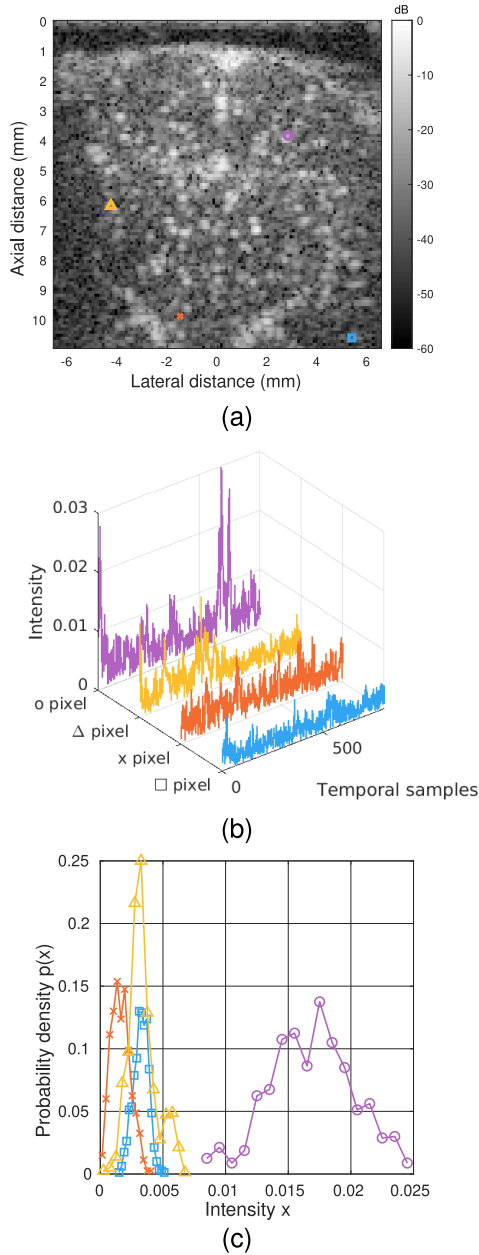 dB
0
0
1
2
3
4
5
6
7
8
9
10
Axial distance (mm)
-10
-20
-30
-40
-50
-60
-6 -4 -2 0 2 4 6
Lateral distance (mm)
(a)
0.03
0.02
0.01
0
Intensity
o pixel
Δ pixel
x pixel
□ pixel
0
500
Temporal samples
(b)
0.25
0.2
0.15
0.1
0.05
0
Probability density p(x)
0 0.005 0.01 0.015 0.02 0.025
Intensity x
(c)